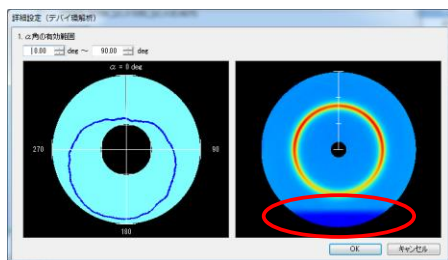 詳細設定（デバイ環解析）
1. α角の有効範囲
0.00 deg ～ 90.00 deg
α = 0 deg
270 90
180
OK キャンセル